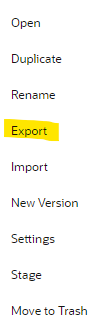 Open
Duplicate
Rename
Export
Import
New Version
Settings
Stage
Move to Trash